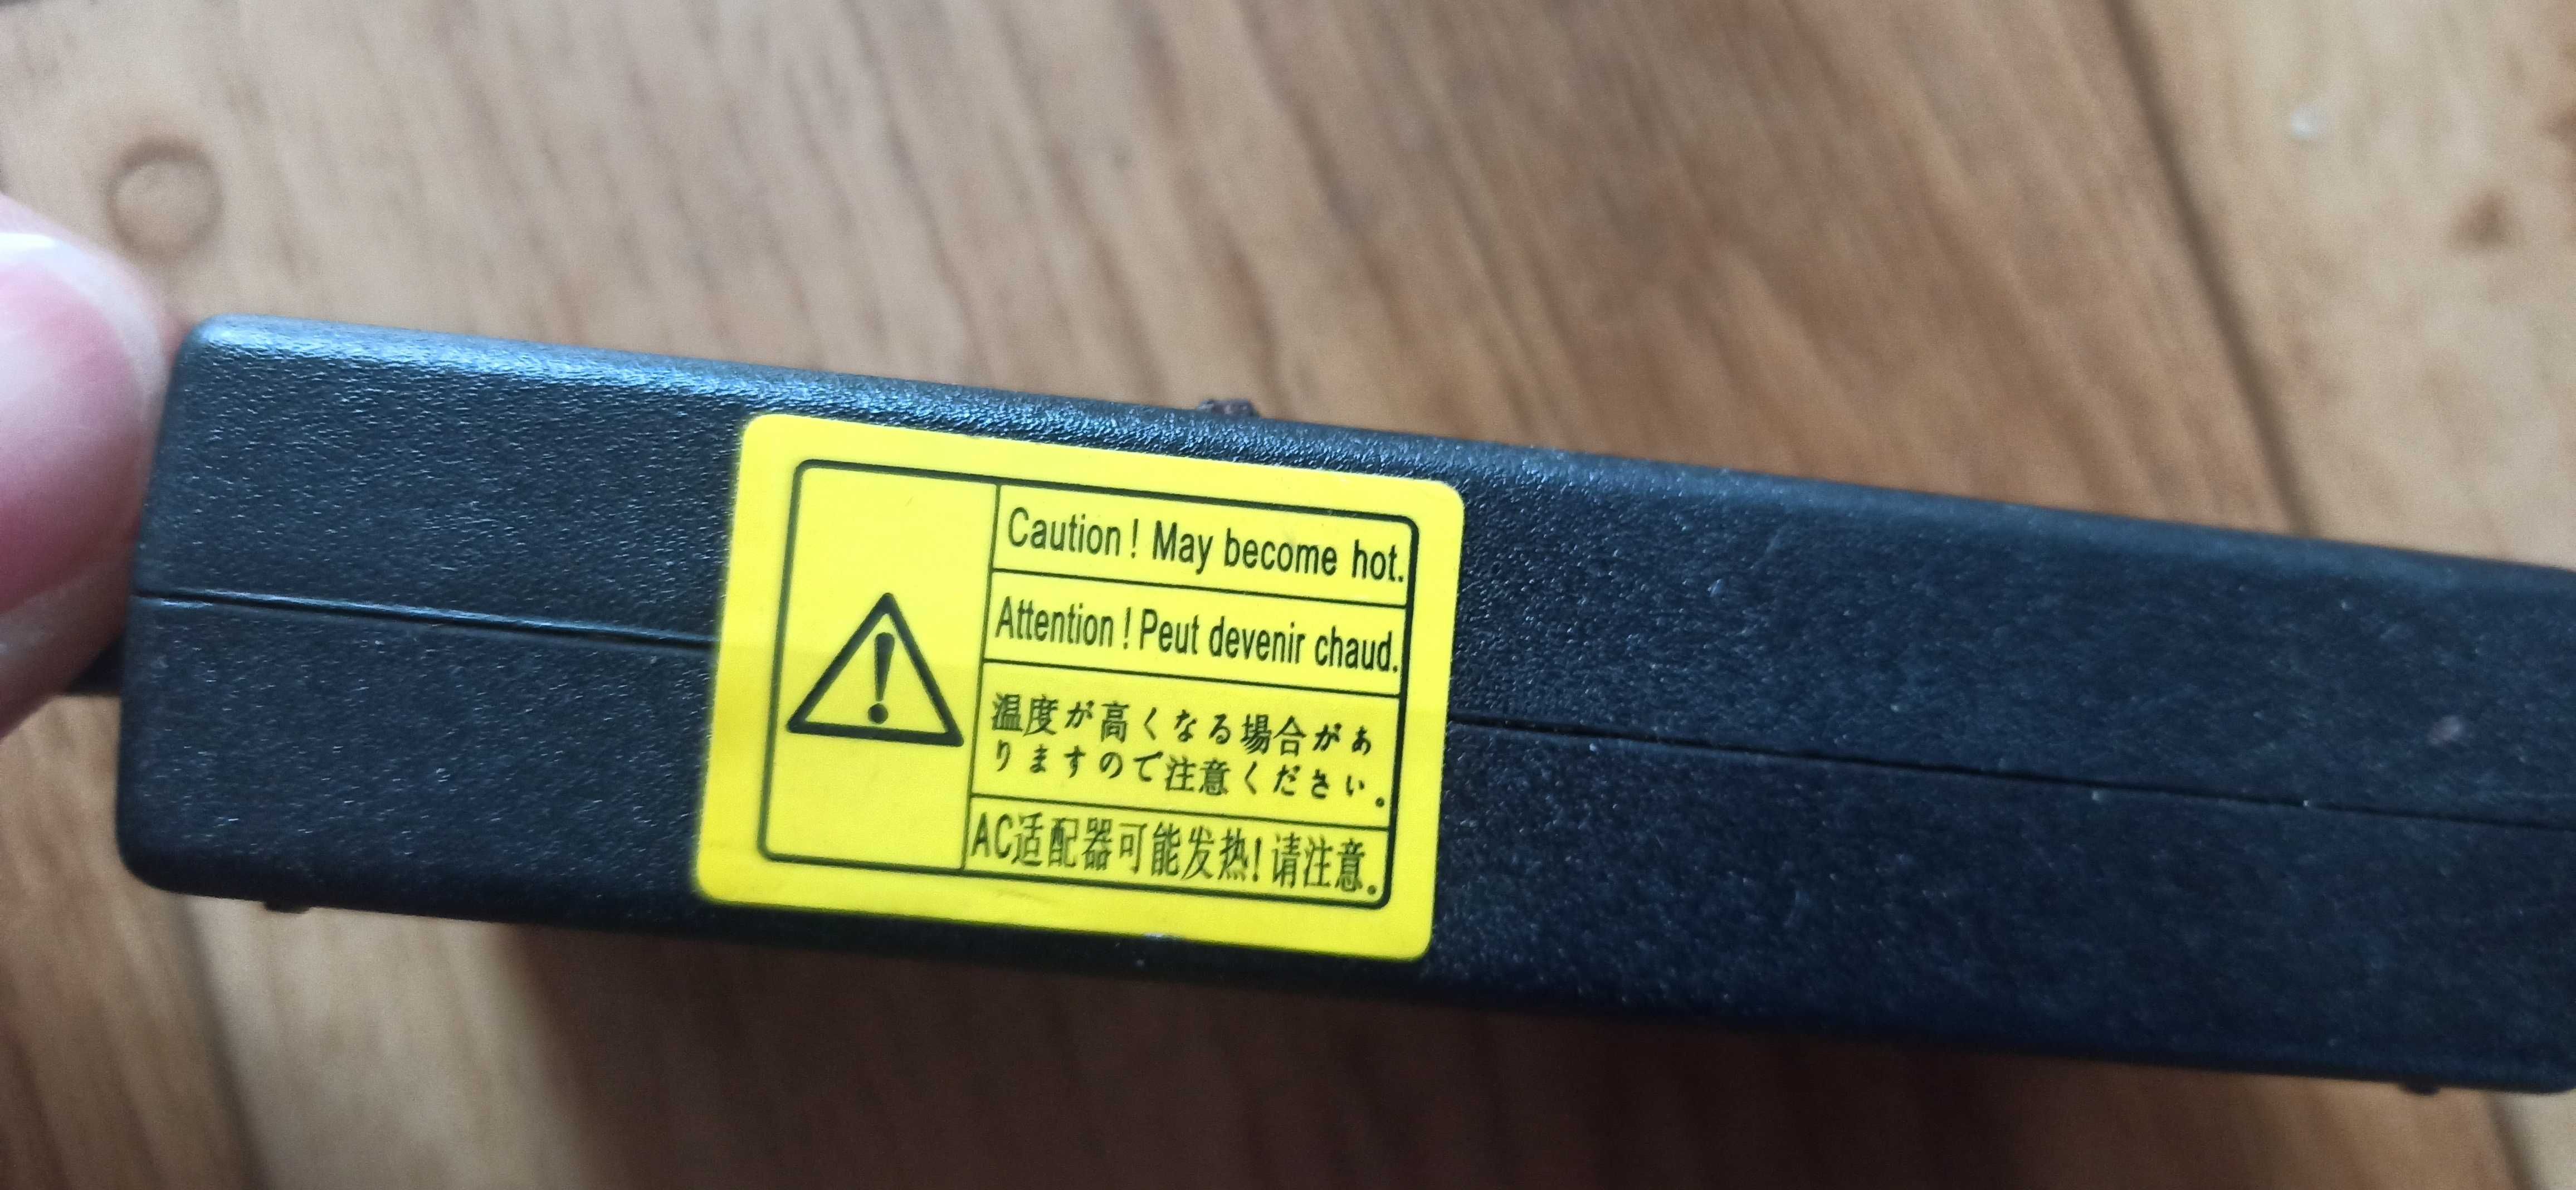 Caution! May become hot.
Attention! Peut devenir chaud.
温度が高くなる場合があ
りますので注意ください。
AC适配器可能发热!请注意。